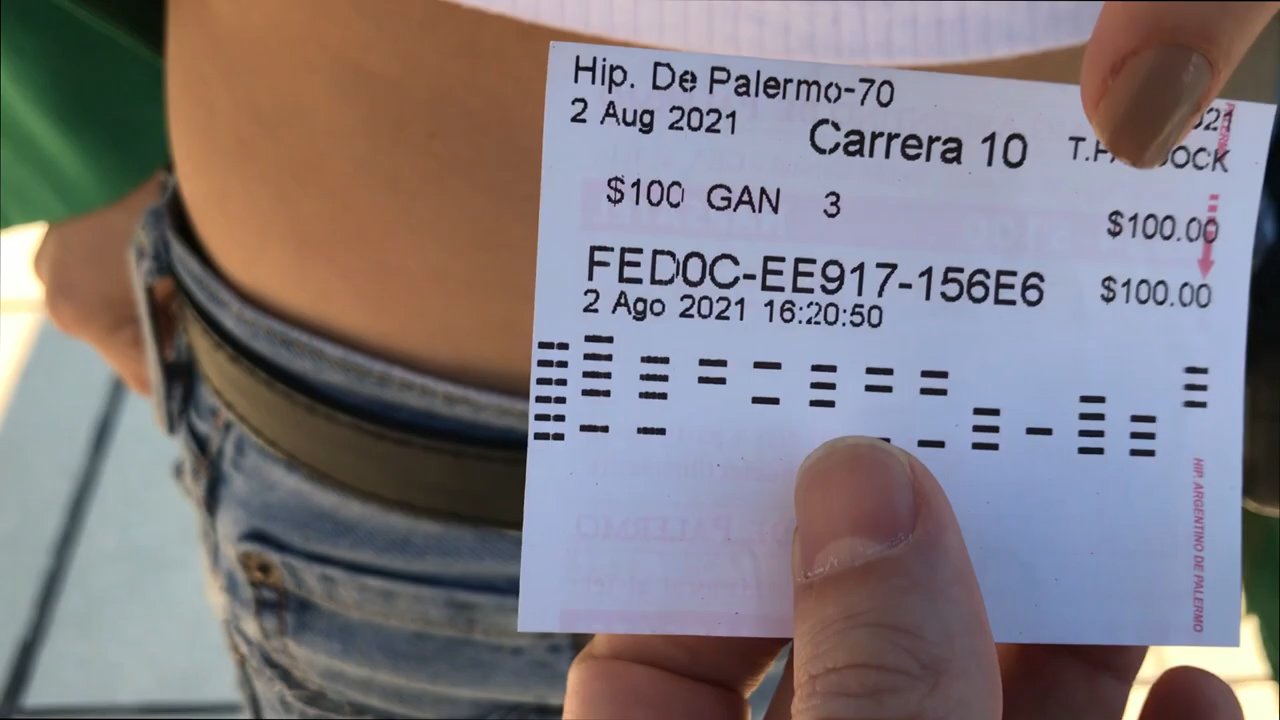 Hip. De Palermo-70
2 Aug 2021
Carrera 10
$100 GAN 3 $100.00
FED0C-EE917-156E6 $100.00
2 Ago 2021 16:20:50
PALERMO
HIP. ARGENTINO DE PALERMO